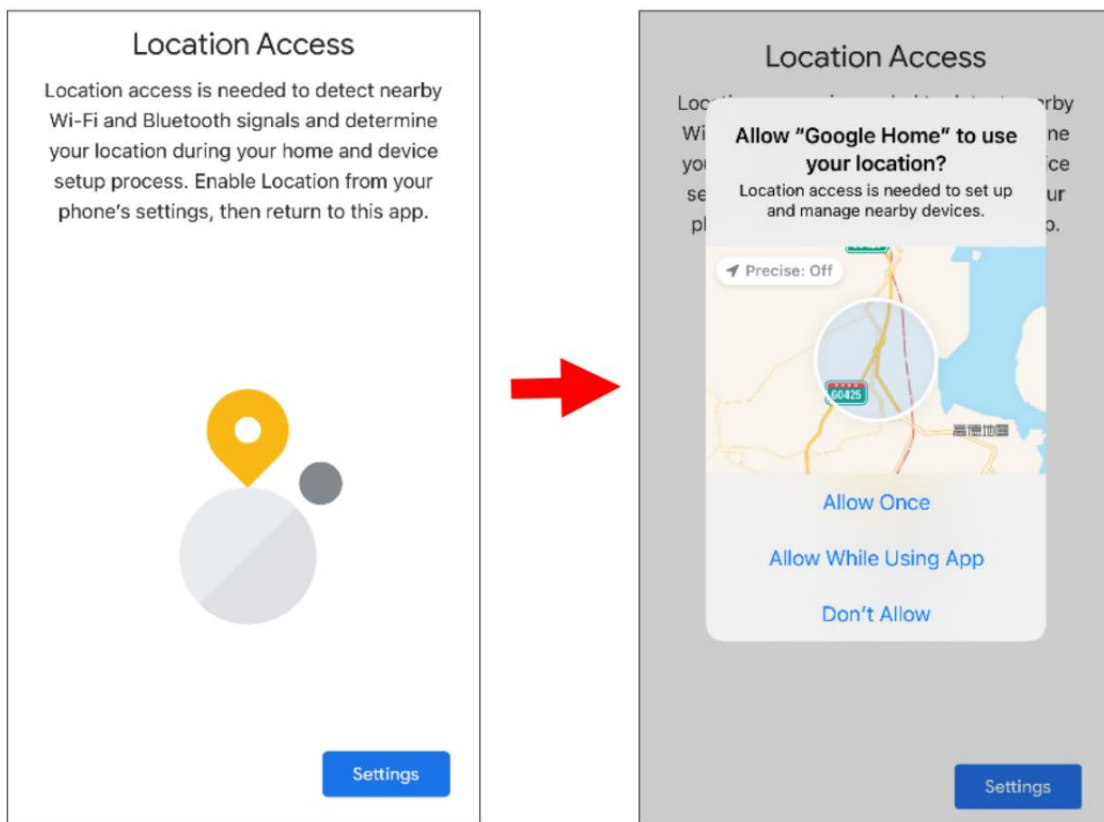 Location Access
Location access is needed to detect nearby
Wi-Fi and Bluetooth signals and determine
your location during your home and device
setup process. Enable Location from your
phone's settings, then return to this app.
Settings
Location Access
Allow "Google Home" to use
your location?
Location access is needed to set up
and manage nearby devices.
Precise: Off
G0425
高德地图
Allow Once
Allow While Using App
Don't Allow
Settings